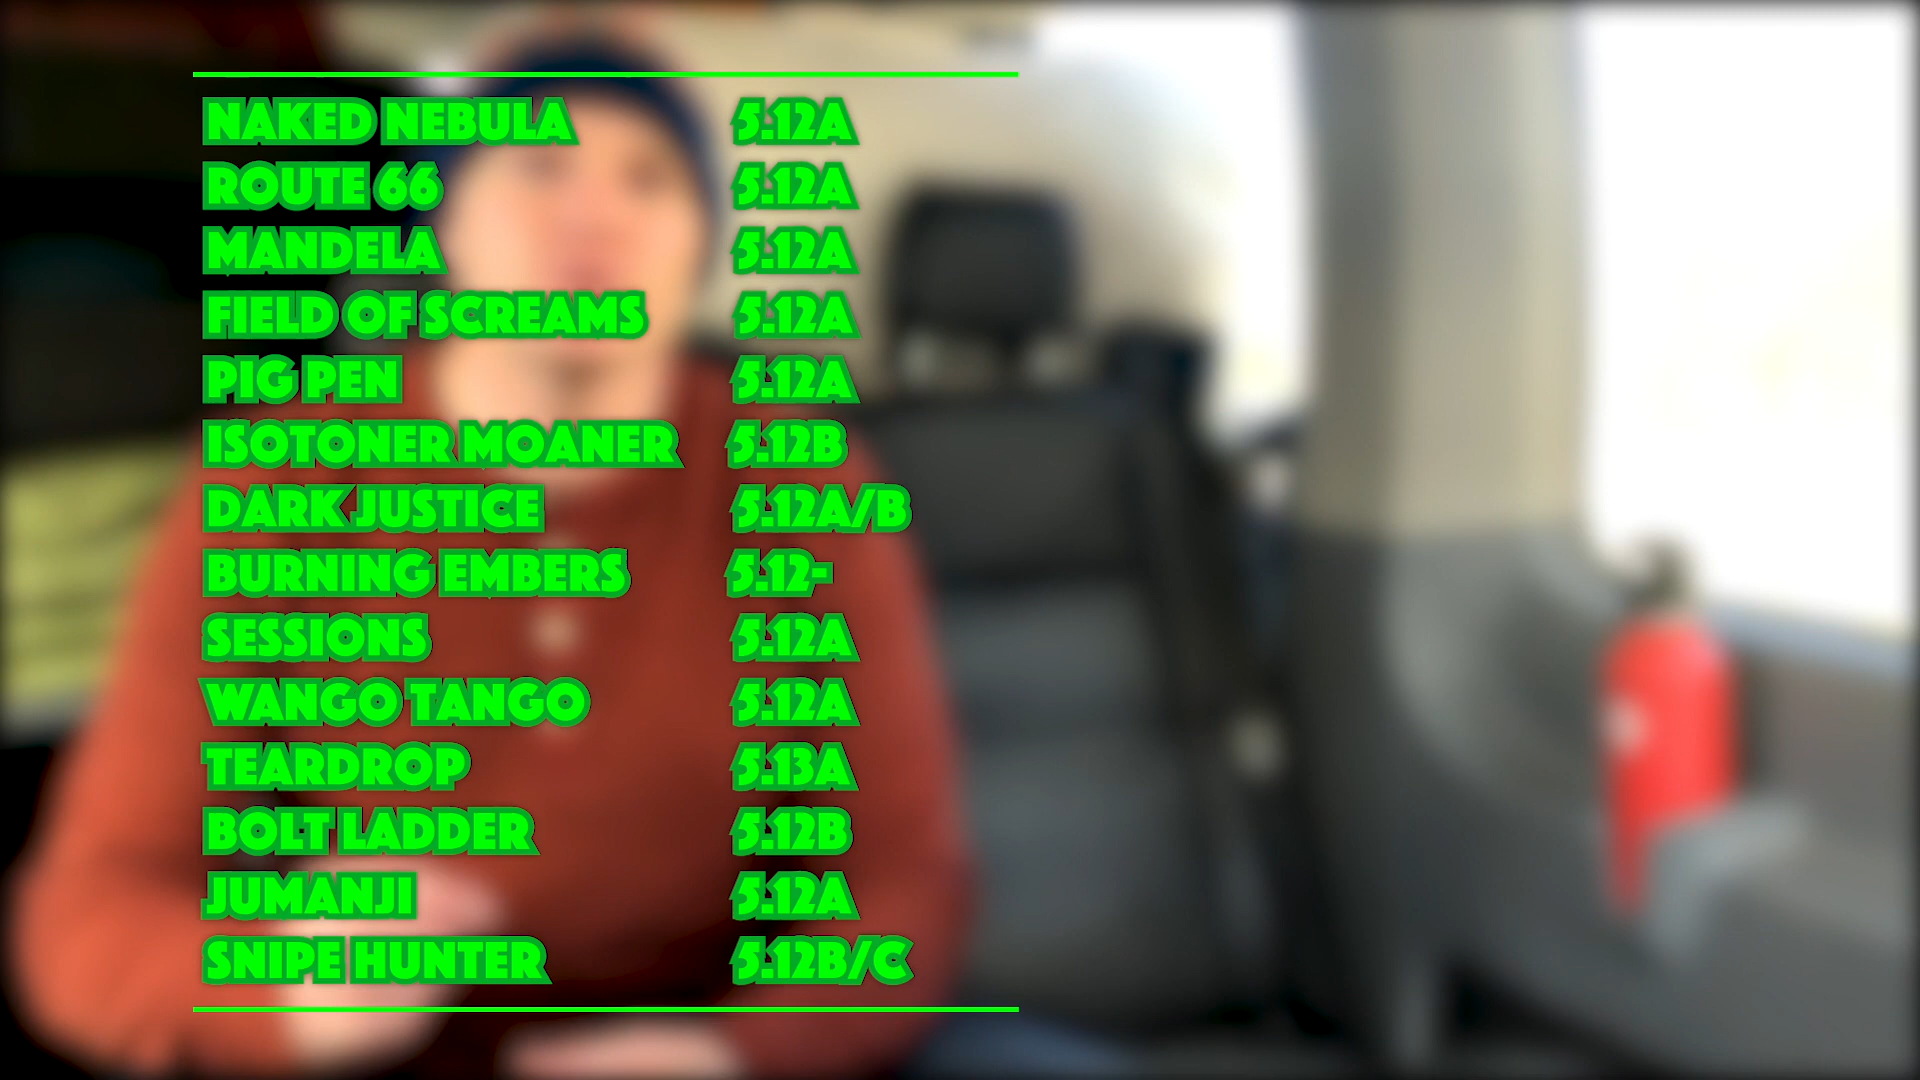 NAKED NEBULA 5.12A
ROUTE 66 5.12A
MANDELA 5.12A
FIELD OF SCREAMS 5.12A
PIG PEN 5.12A
ISOTONER MOANER 5.12B
DARK JUSTICE 5.12A/B
BURNING EMBERS 5.12-
SESSIONS 5.12A
WANGO TANGO 5.12A
TEARDROP 5.13A
BOLT LADDER 5.12B
JUMANJI 5.12A
SNIPE HUNTER 5.12B/C